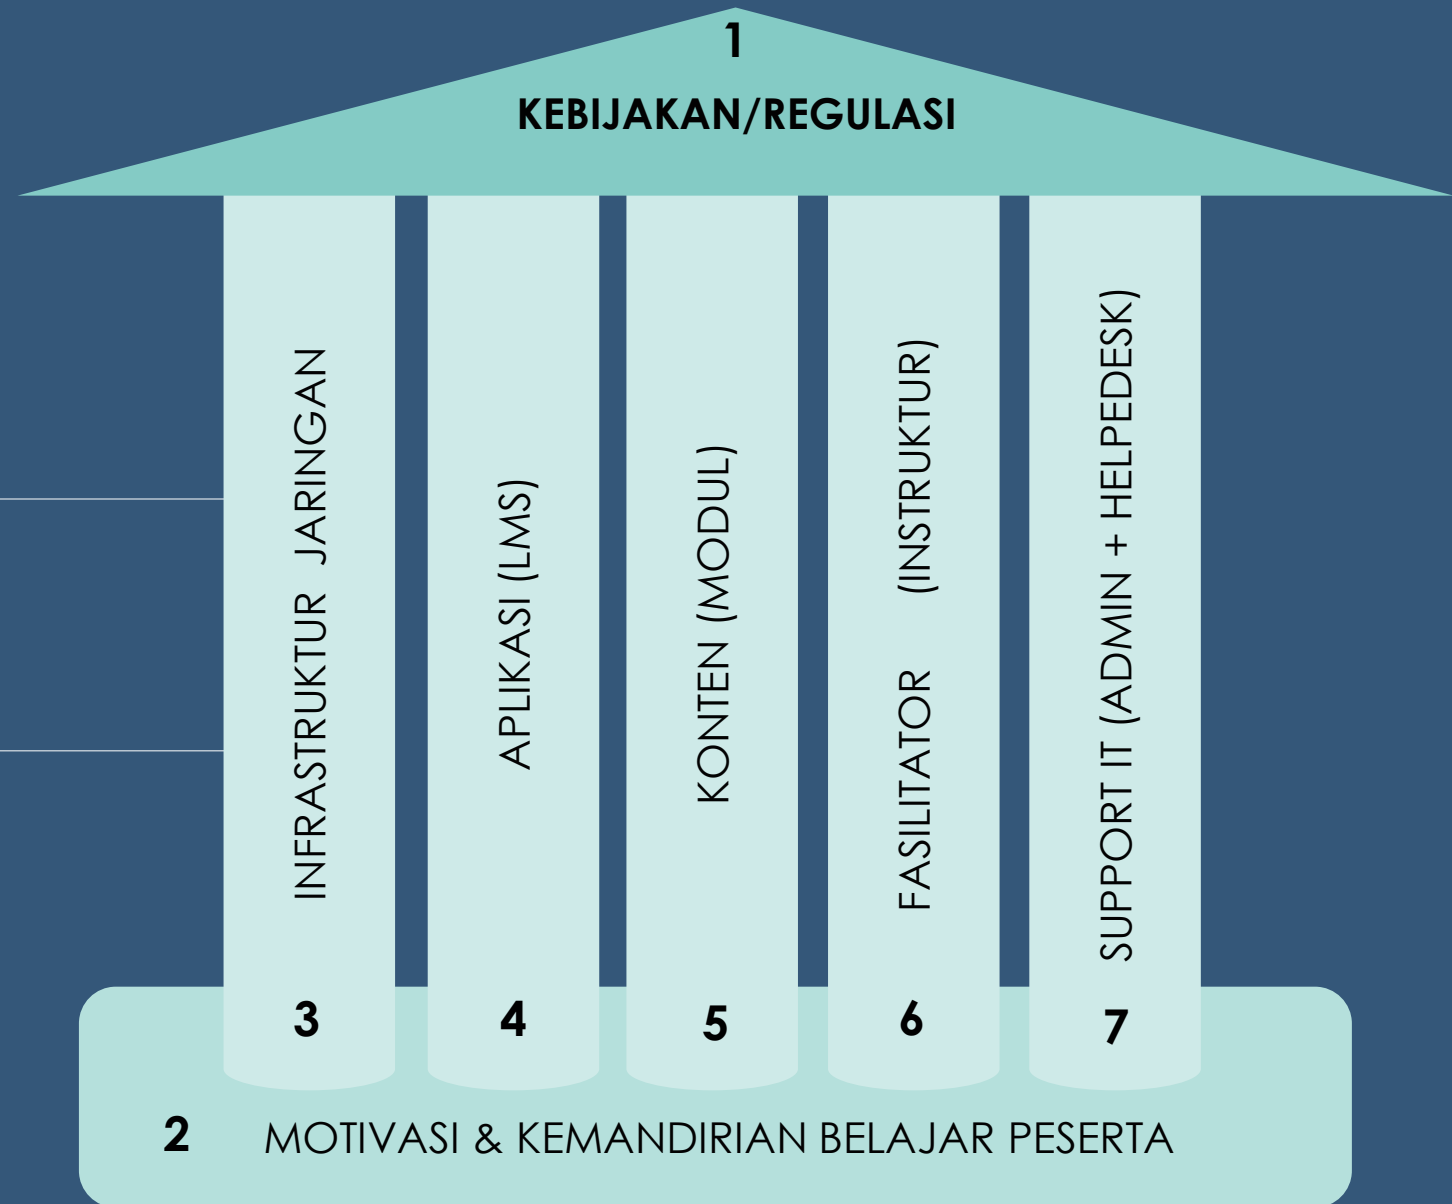 1
KEBIJAKAN/REGULASI
INFRASTRUKTUR JARINGAN
3
APLIKASI (LMS)
4
KONTEN (MODUL)
5
FASILITATOR (INSTRUKTUR)
6
SUPPORT IT (ADMIN + HELPEDESK)
7
2 MOTIVASI & KEMANDIRIAN BELAJAR PESERTA